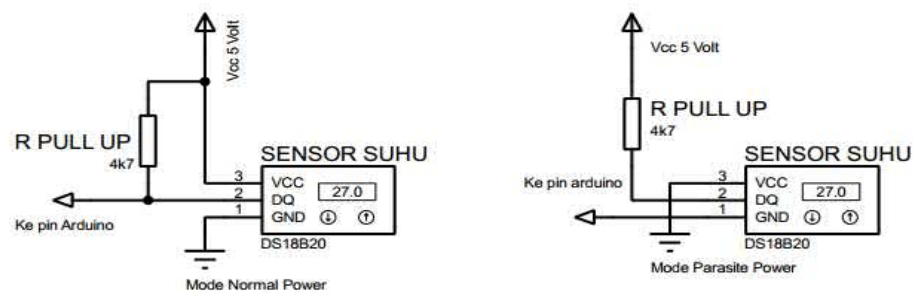 Vcc 5 Volt
R PULL UP
4k7
SENSOR SUHU
3
VCC
27.0
2
DQ
1
GND
Ke pin Arduino
DS18B20
Mode Normal Power
Vcc 5 Volt
R PULL UP
4k7
SENSOR SUHU
Ke pin arduino
3
VCC
27.0
2
DQ
1
GND
DS18B20
Mode Parasite Power